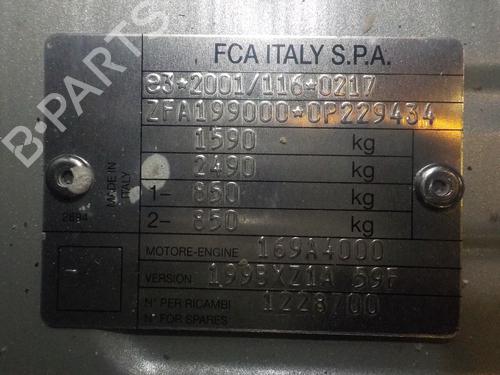 FCA ITALY S.P.A.
e3*2001/116*0217
ZFA199000*0P229434
1590 kg
2490 kg
1- 850 kg
2- 850 kg
MADE IN
ITALY
2694
MOTORE-ENGINE 169A4000
VERSION 199BXZ1A 59F
N° PER RICAMBI
N° FOR SPARES 1228700
B-PARTS